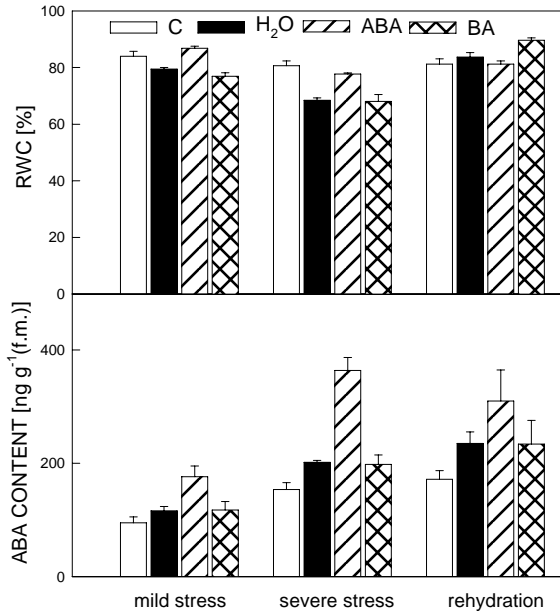 C H₂O ABA BA
100
80
60
40
20
0
RWC [%]
400
200
0
ABA CONTENT [ng g⁻¹(f.m.)]
mild stress severe stress rehydration